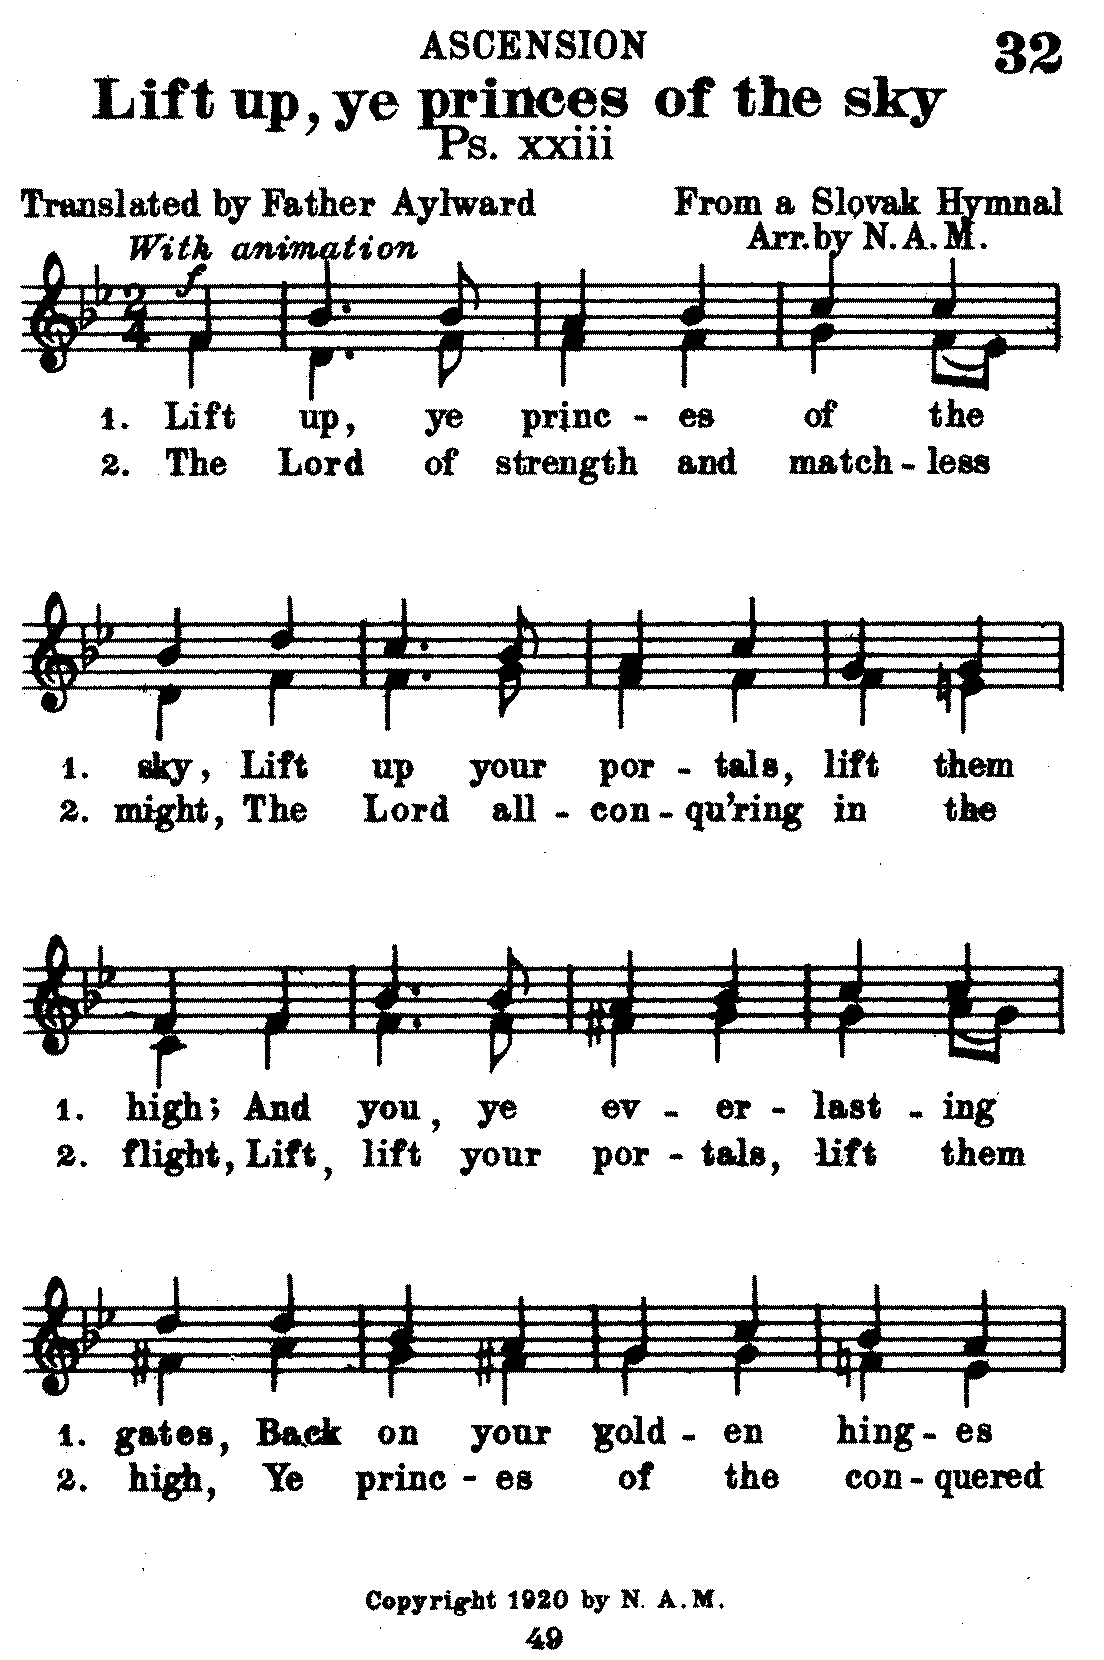 ASCENSION
32
Lift up, ye princes of the sky
Ps. xxiii
Translated by Father Aylward
From a Slovak Hymnal
Arr. by N. A. M.
With animation
f
2
4
1. Lift up, ye princ - es of the
2. The Lord of strength and match - less
1. sky, Lift up your por - tals, lift them
2. might, The Lord all - con - qu'ring in the
1. high; And you, ye ev - er - last - ing
2. flight, Lift, lift your por - tals, lift them
1. gates, Back on your gold - en hing - es
2. high, Ye princ - es of the con - quered
Copyright 1920 by N. A. M.
49